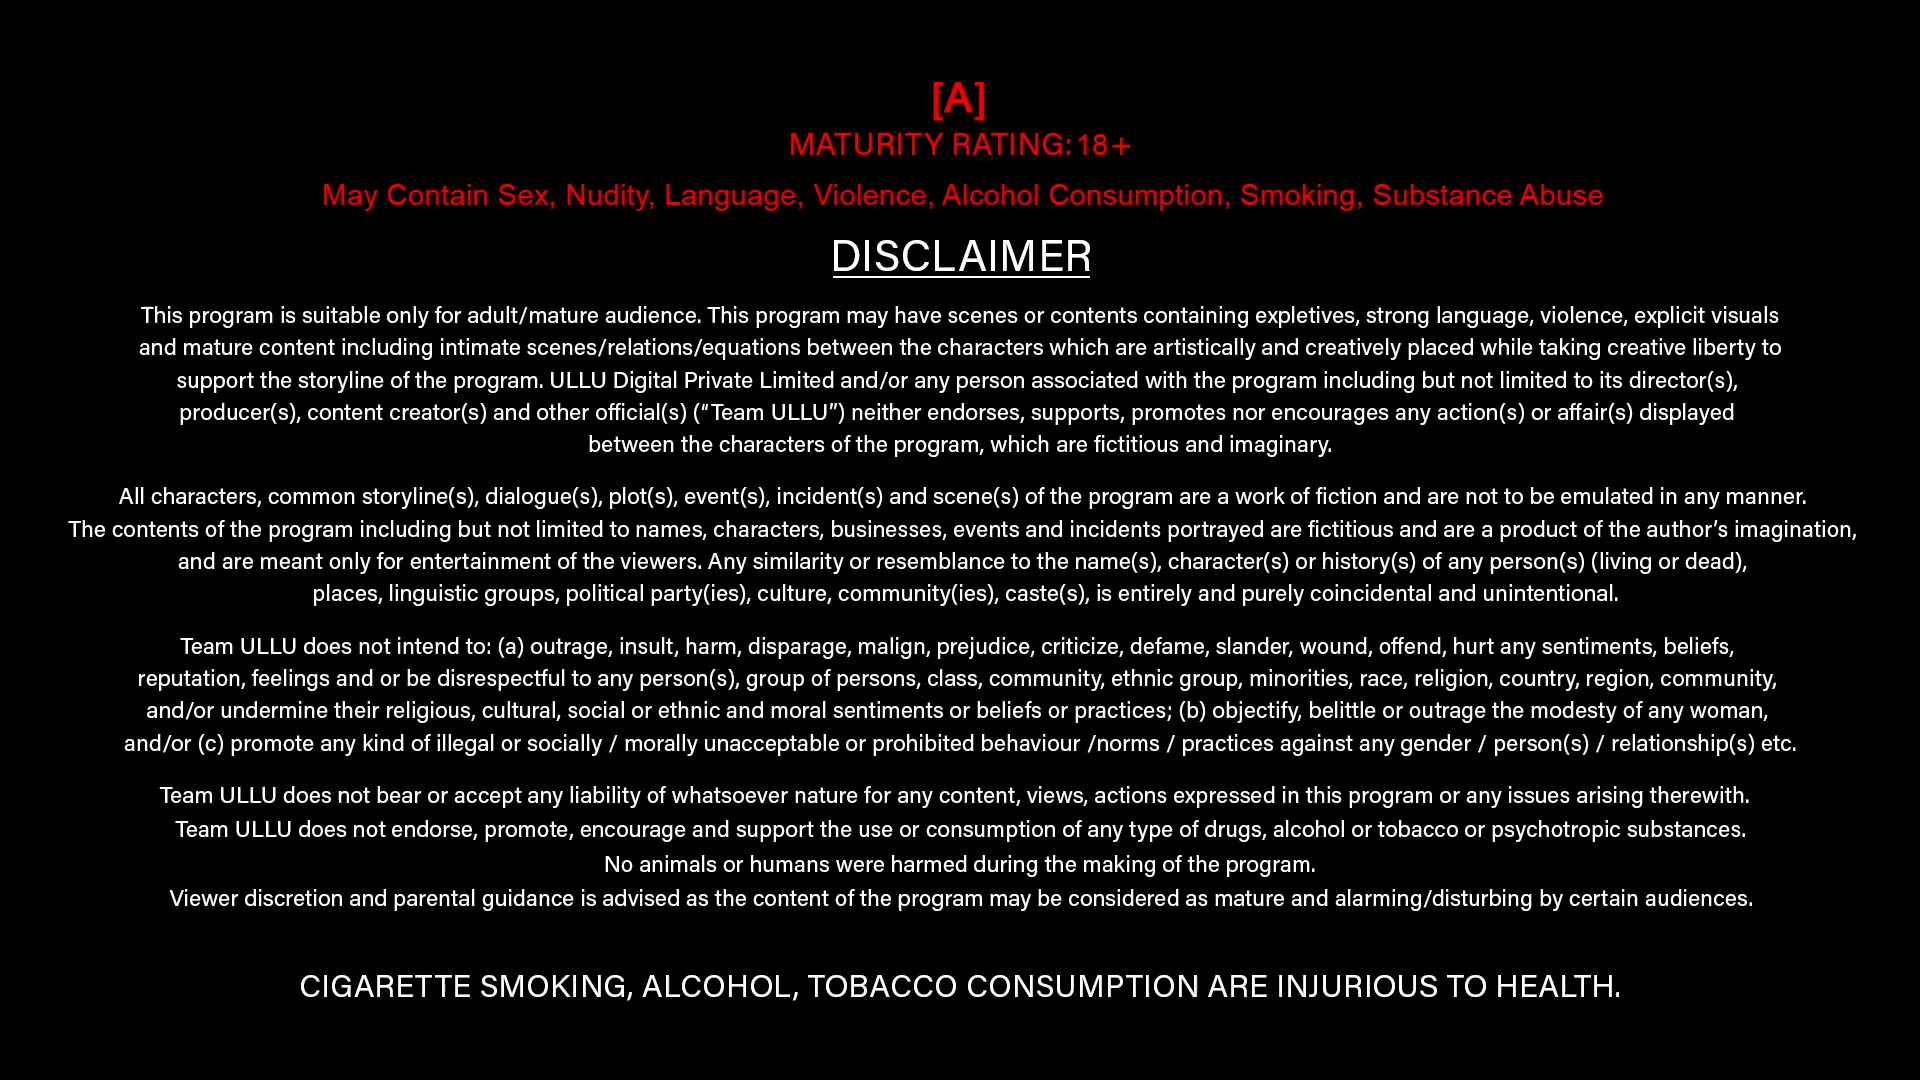 [A]
MATURITY RATING:18+
May Contain Sex, Nudity, Language, Violence, Alcohol Consumption, Smoking, Substance Abuse
DISCLAIMER
This program is suitable only for adult/mature audience. This program may have scenes or contents containing expletives, strong language, violence, explicit visuals
and mature content including intimate scenes/relations/equations between the characters which are artistically and creatively placed while taking creative liberty to
support the storyline of the program. ULLU Digital Private Limited and/or any person associated with the program including but not limited to its director(s),
producer(s), content creator(s) and other official(s) (“Team ULLU”) neither endorses, supports, promotes nor encourages any action(s) or affair(s) displayed
between the characters of the program, which are fictitious and imaginary.
All characters, common storyline(s), dialogue(s), plot(s), event(s), incident(s) and scene(s) of the program are a work of fiction and are not to be emulated in any manner.
The contents of the program including but not limited to names, characters, businesses, events and incidents portrayed are fictitious and are a product of the author’s imagination,
and are meant only for entertainment of the viewers. Any similarity or resemblance to the name(s), character(s) or history(s) of any person(s) (living or dead),
places, linguistic groups, political party(ies), culture, community(ies), caste(s), is entirely and purely coincidental and unintentional.
Team ULLU does not intend to: (a) outrage, insult, harm, disparage, malign, prejudice, criticize, defame, slander, wound, offend, hurt any sentiments, beliefs,
reputation, feelings and or be disrespectful to any person(s), group of persons, class, community, ethnic group, minorities, race, religion, country, region, community,
and/or undermine their religious, cultural, social or ethnic and moral sentiments or beliefs or practices; (b) objectify, belittle or outrage the modesty of any woman,
and/or (c) promote any kind of illegal or socially / morally unacceptable or prohibited behaviour /norms / practices against any gender / person(s) / relationship(s) etc.
Team ULLU does not bear or accept any liability of whatsoever nature for any content, views, actions expressed in this program or any issues arising therewith.
Team ULLU does not endorse, promote, encourage and support the use or consumption of any type of drugs, alcohol or tobacco or psychotropic substances.
No animals or humans were harmed during the making of the program.
Viewer discretion and parental guidance is advised as the content of the program may be considered as mature and alarming/disturbing by certain audiences.
CIGARETTE SMOKING, ALCOHOL, TOBACCO CONSUMPTION ARE INJURIOUS TO HEALTH.